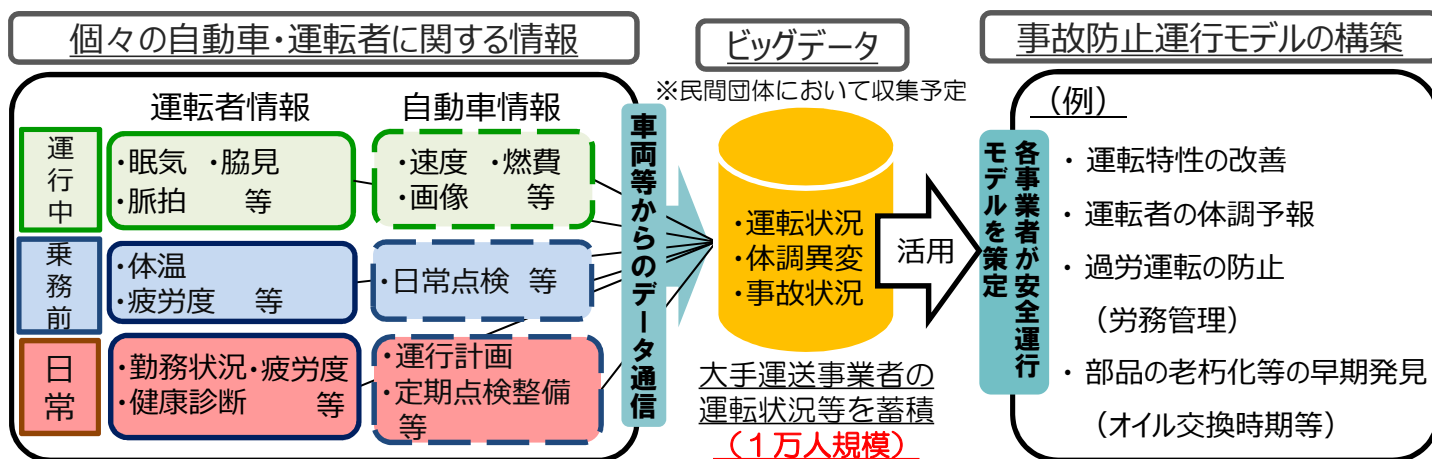 個々の自動車・運転者に関する情報
運転者情報
自動車情報
運行中
・眠気 ・脇見
・脈拍 等
・速度 ・燃費
・画像 等
乗務前
・体温
・疲労度 等
・日常点検 等
日常
・勤務状況・疲労度
・健康診断 等
・運行計画
・定期点検整備
等
車両等からのデータ通信
ビッグデータ
※民間団体において収集予定
・運転状況
・体調異変
・事故状況
大手運送事業者の
運転状況等を蓄積
（１万人規模）
活用
事故防止運行モデルの構築
各事業者が安全運行
モデルを策定
（例）
・ 運転特性の改善
・ 運転者の体調予報
・ 過労運転の防止
（労務管理）
・ 部品の老朽化等の早期発見
（オイル交換時期等）